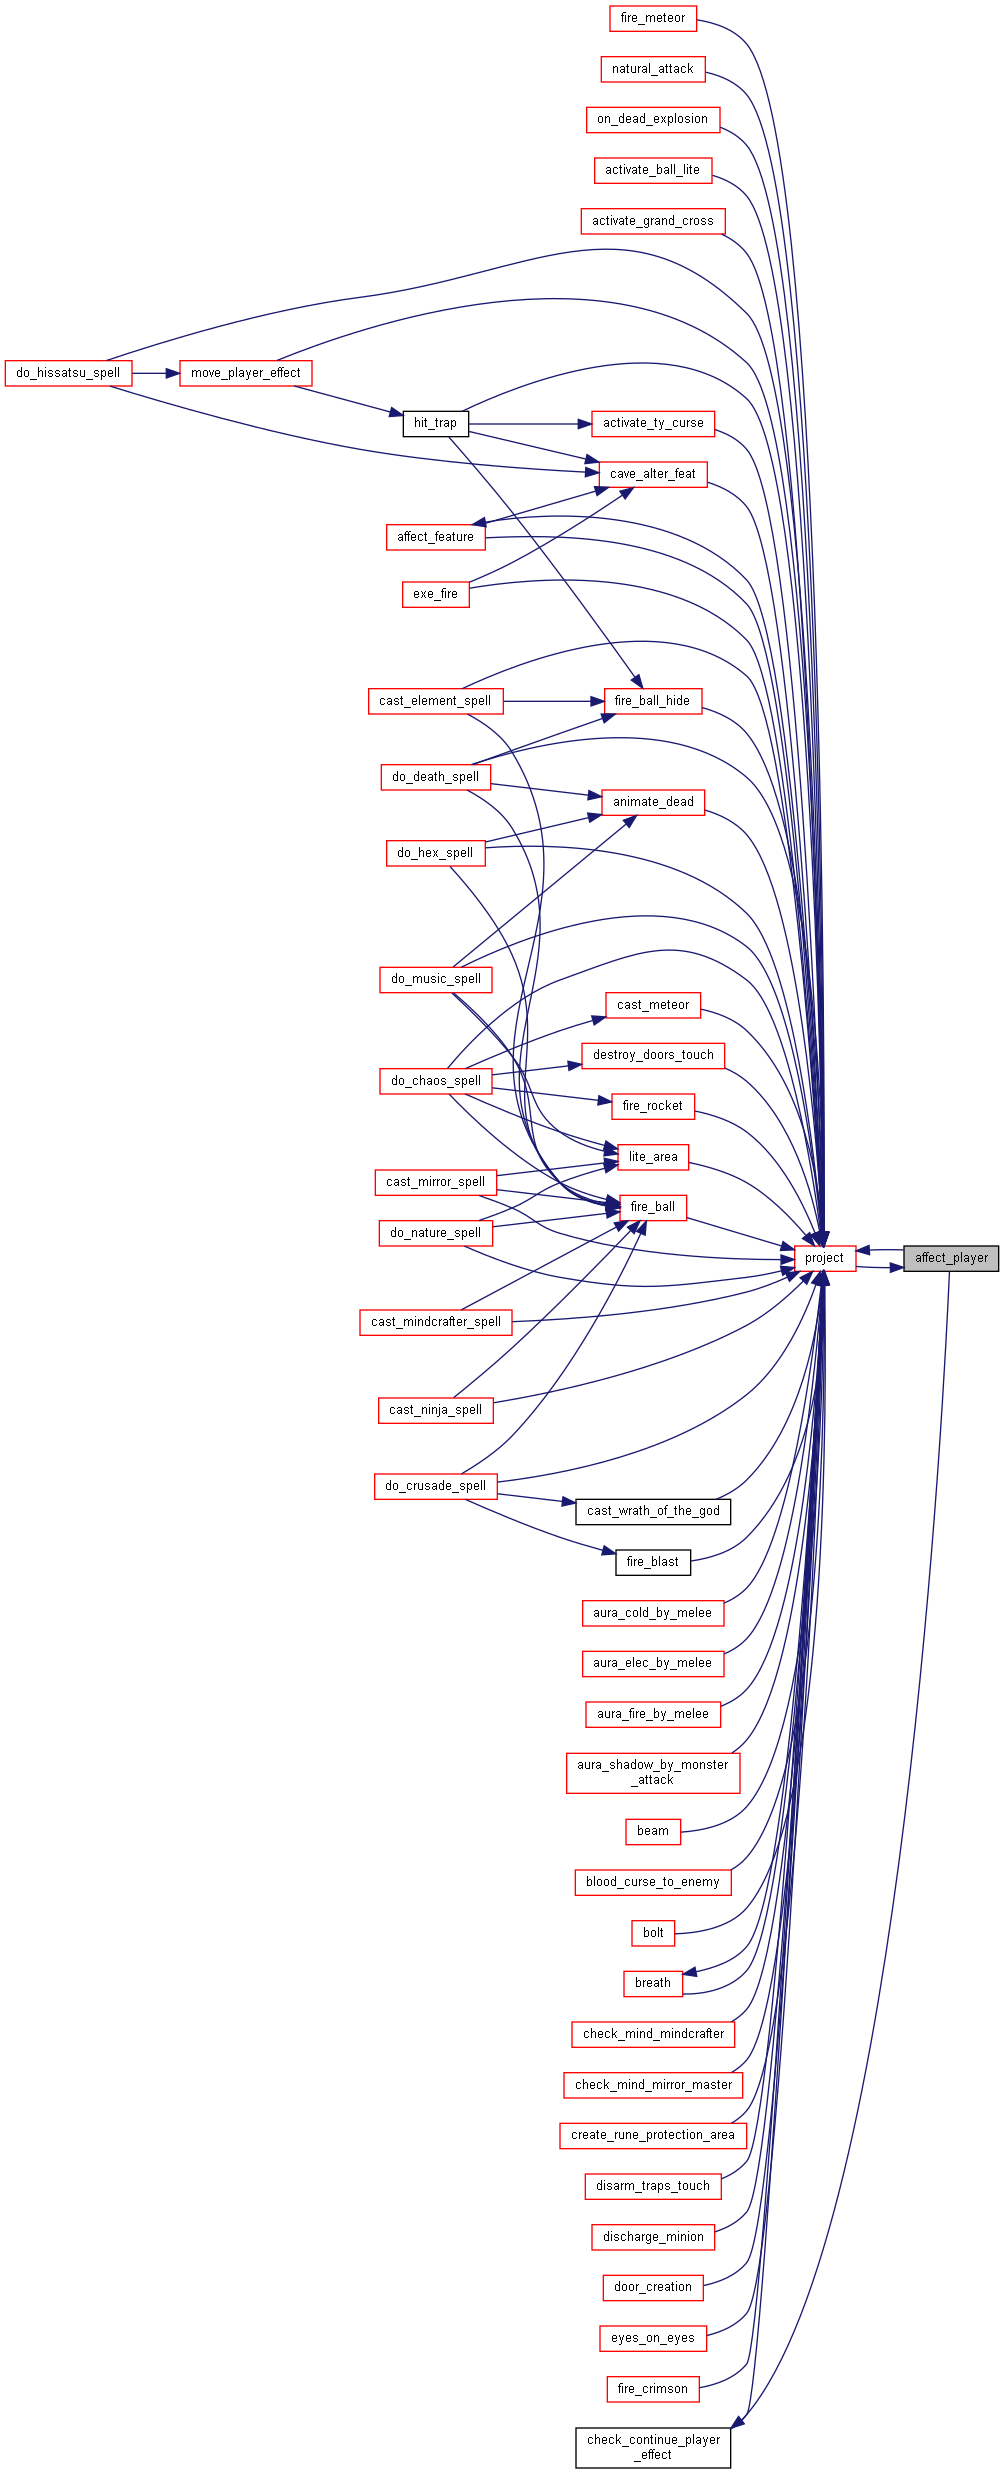 fire_meteor
natural_attack
on_dead_explosion
activate_ball_lite
activate_grand_cross
do_hissatsu_spell
move_player_effect
hit_trap
activate_ty_curse
cave_alter_feat
affect_feature
exe_fire
cast_element_spell
fire_ball_hide
do_death_spell
animate_dead
do_hex_spell
do_music_spell
cast_meteor
destroy_doors_touch
do_chaos_spell
fire_rocket
lite_area
cast_mirror_spell
fire_ball
do_nature_spell
project
affect_player
cast_mindcrafter_spell
cast_ninja_spell
do_crusade_spell
cast_wrath_of_the_god
fire_blast
aura_cold_by_melee
aura_elec_by_melee
aura_fire_by_melee
aura_shadow_by_monster
_attack
beam
blood_curse_to_enemy
bolt
breath
check_mind_mindcrafter
check_mind_mirror_master
create_rune_protection_area
disarm_traps_touch
discharge_minion
door_creation
eyes_on_eyes
fire_crimson
check_continue_player
_effect